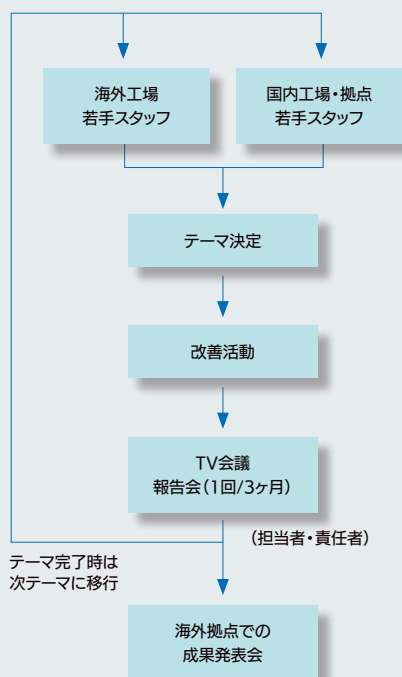 海外工場
若手スタッフ
国内工場・拠点
若手スタッフ
テーマ決定
改善活動
TV会議
報告会(1回/3ヶ月)
(担当者・責任者)
テーマ完了時は
次テーマに移行
海外拠点での
成果発表会